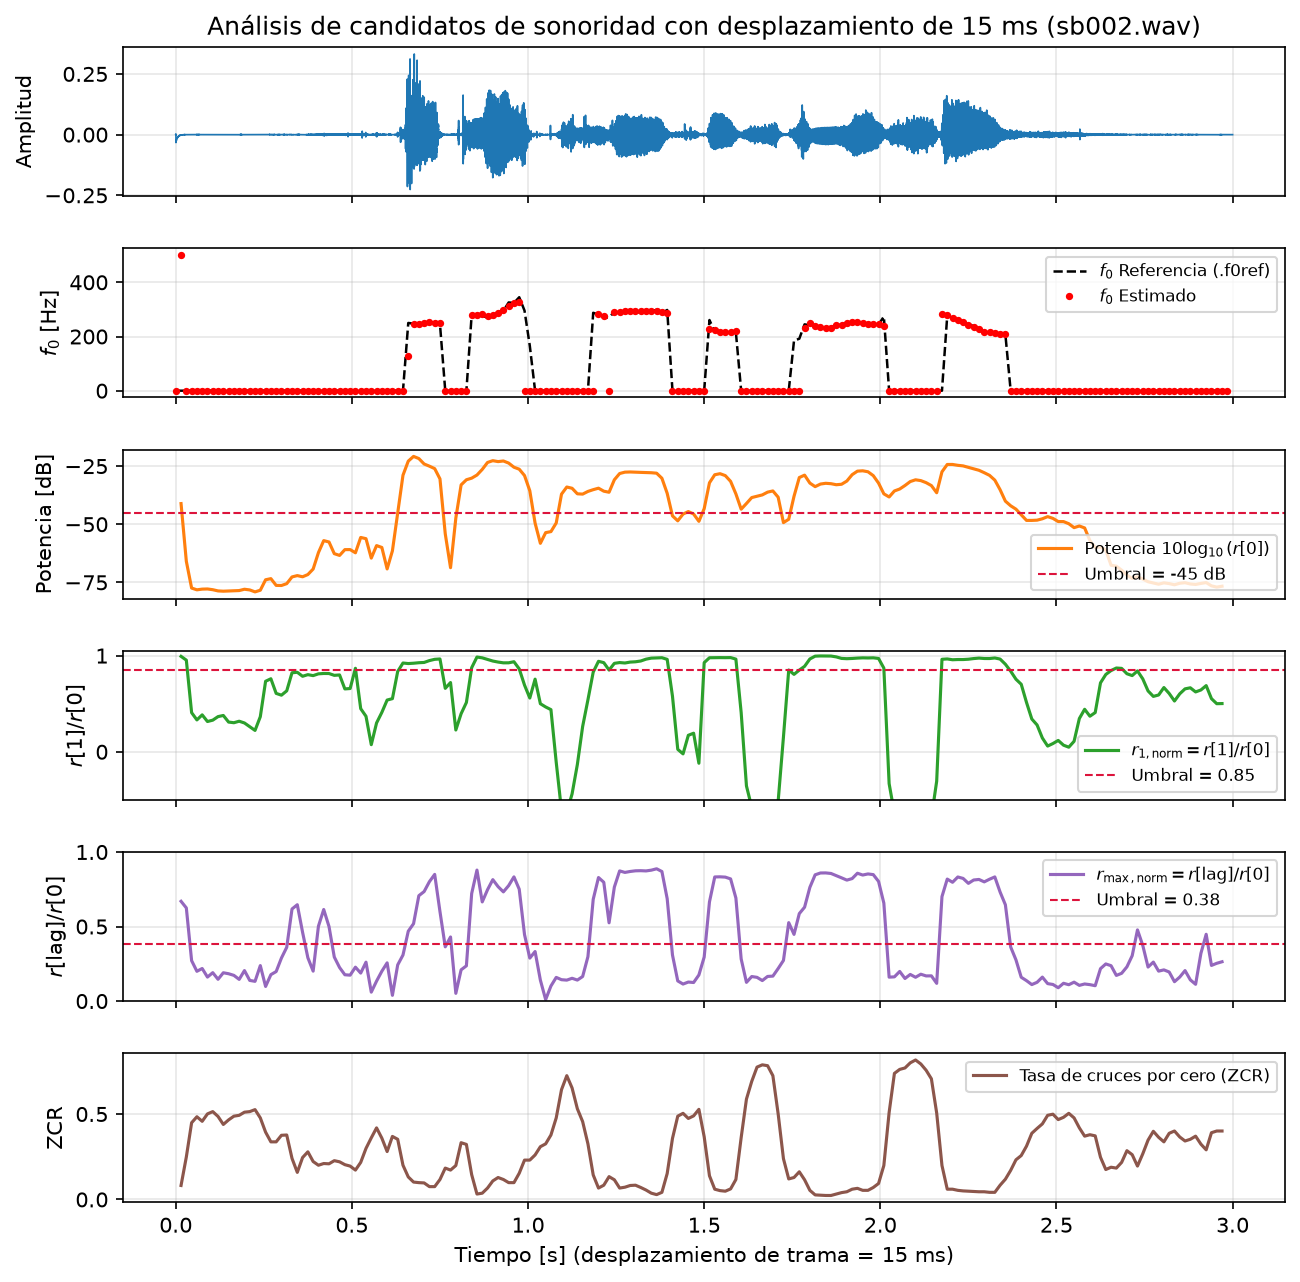 Análisis de candidatos de sonoridad con desplazamiento de 15 ms (sb002.wav)
Amplitud
0.25
0.00
−0.25
f₀ [Hz]
400
200
0
f₀ Referencia (.f0ref)
f₀ Estimado
Potencia [dB]
−25
−50
−75
Potencia 10log₁₀(r[0])
Umbral = -45 dB
r[1]/r[0]
1
0
r₁,norm = r[1]/r[0]
Umbral = 0.85
r[lag]/r[0]
1.0
0.5
0.0
rmax,norm = r[lag]/r[0]
Umbral = 0.38
ZCR
0.5
0.0
Tasa de cruces por cero (ZCR)
0.0 0.5 1.0 1.5 2.0 2.5 3.0
Tiempo [s] (desplazamiento de trama = 15 ms)